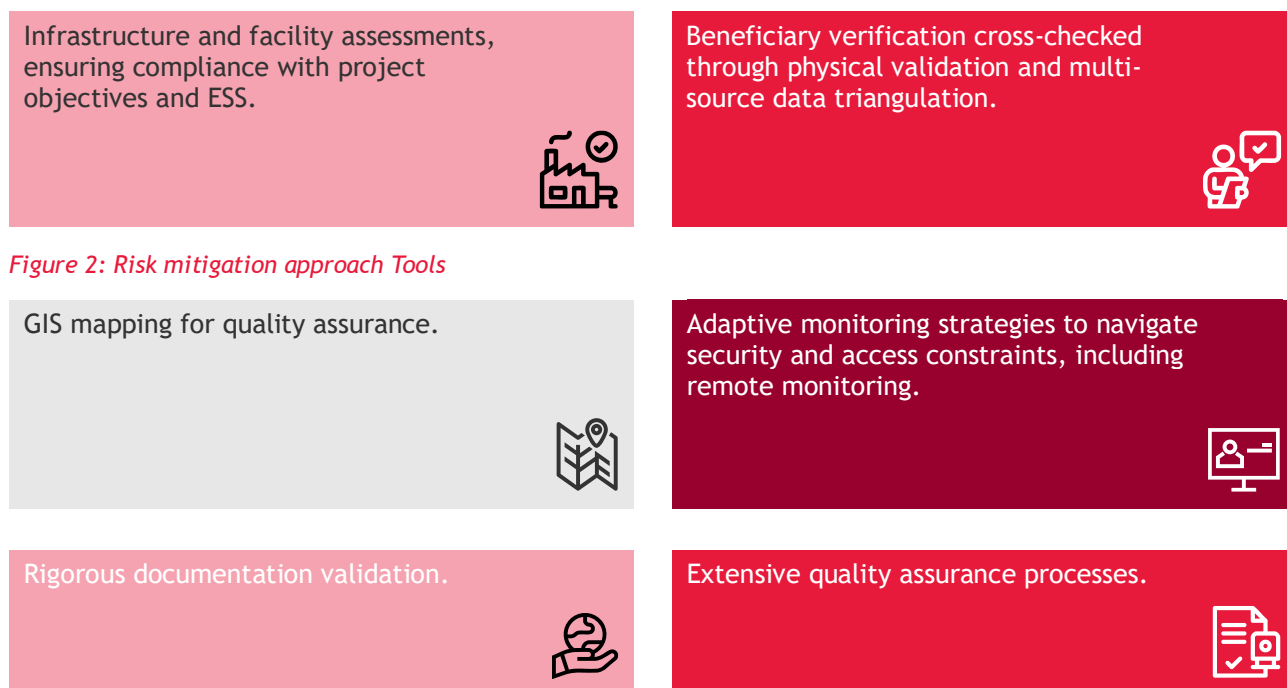 Infrastructure and facility assessments,
ensuring compliance with project
objectives and ESS.
Beneficiary verification cross-checked
through physical validation and multi-
source data triangulation.
Figure 2: Risk mitigation approach Tools
GIS mapping for quality assurance.
Adaptive monitoring strategies to navigate
security and access constraints, including
remote monitoring.
Rigorous documentation validation.
Extensive quality assurance processes.